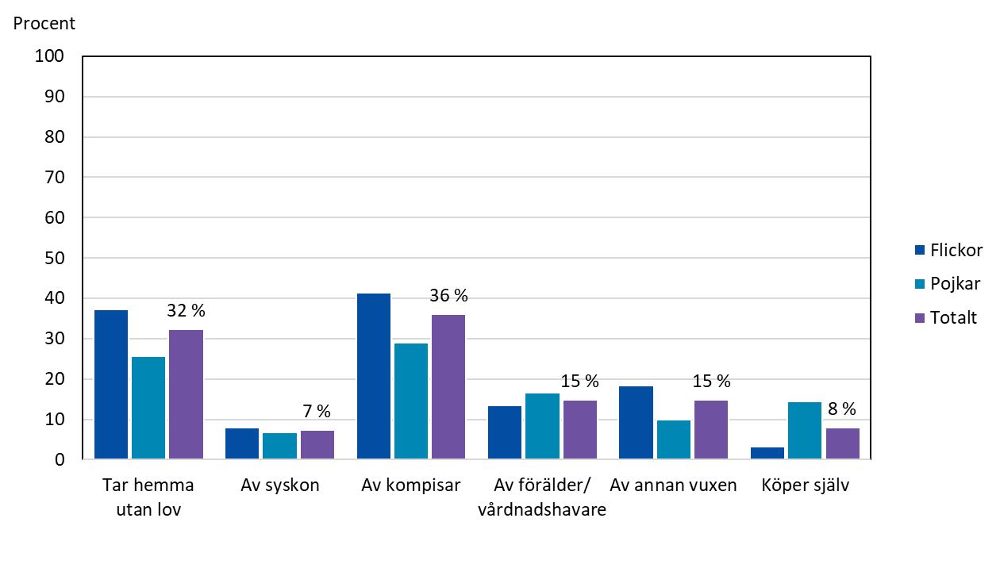 Procent
100
90
80
70
60
50
40
30
20
10
0
32 %
7 %
36 %
15 %
15 %
8 %
Tar hemma
utan lov
Av syskon
Av kompisar
Av förälder/
vårdnadshavare
Av annan vuxen
Köper själv
Flickor
Pojkar
Totalt